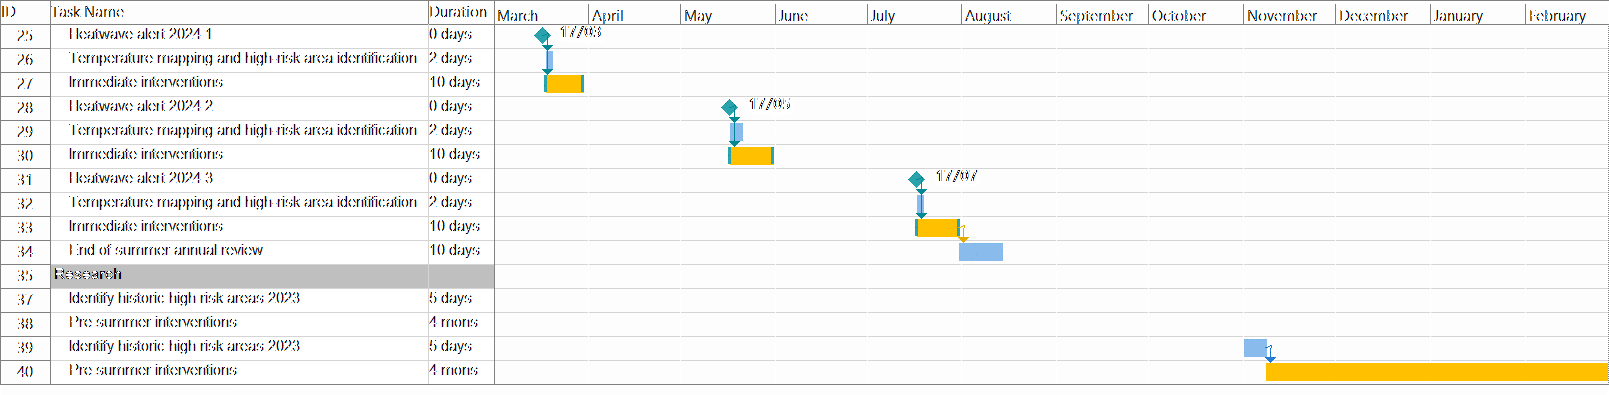 ID Task Name Duration March April May June July August September October November December January February
25 Heatwave alert 2024 1 0 days 17/03
26 Temperature mapping and high-risk area identification 2 days
27 Immediate interventions 10 days
28 Heatwave alert 2024 2 0 days 17/05
29 Temperature mapping and high-risk area identification 2 days
30 Immediate interventions 10 days
31 Heatwave alert 2024 3 0 days 17/07
32 Temperature mapping and high-risk area identification 2 days
33 Immediate interventions 10 days
34 End of summer annual review 10 days
35 Research
37 Identify historic high risk areas 2023 5 days
38 Pre summer interventions 4 mons
39 Identify historic high risk areas 2023 5 days
40 Pre summer interventions 4 mons